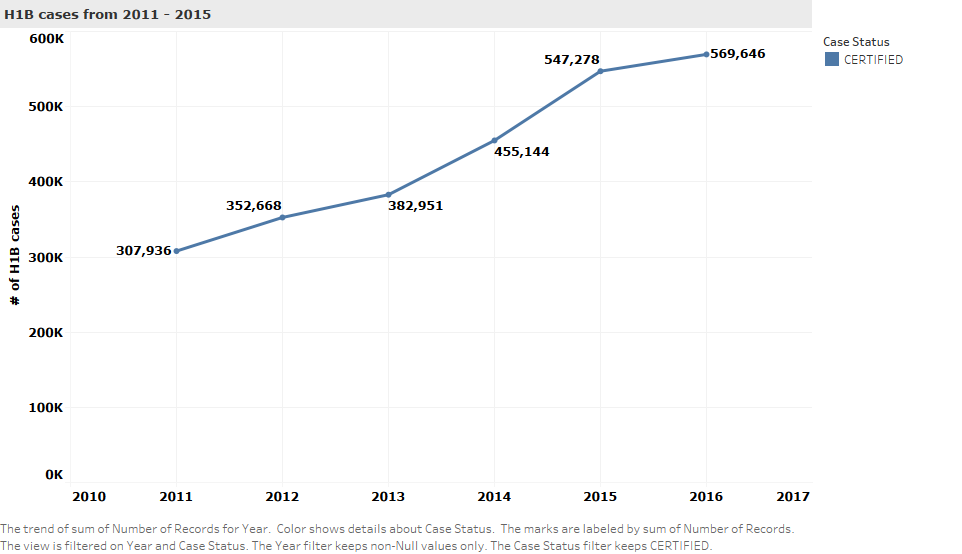 H1B cases from 2011 - 2015
600K
500K
400K
300K
200K
100K
0K
# of H1B cases
307,936
352,668
382,951
455,144
547,278
569,646
2010 2011 2012 2013 2014 2015 2016 2017
Case Status
CERTIFIED
The trend of sum of Number of Records for Year. Color shows details about Case Status. The marks are labeled by sum of Number of Records.
The view is filtered on Year and Case Status. The Year filter keeps non-Null values only. The Case Status filter keeps CERTIFIED.